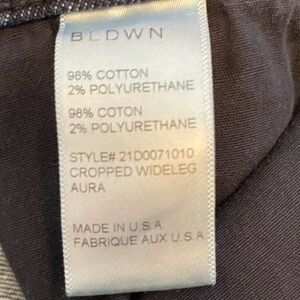 BLDWN
98% COTTON
2% POLYURETHANE
98% COTON
2% POLYURETHANE
STYLE# 21D0071010
CROPPED WIDELEG
AURA
MADE IN U.S.A
FABRIQUE AUX U.S.A